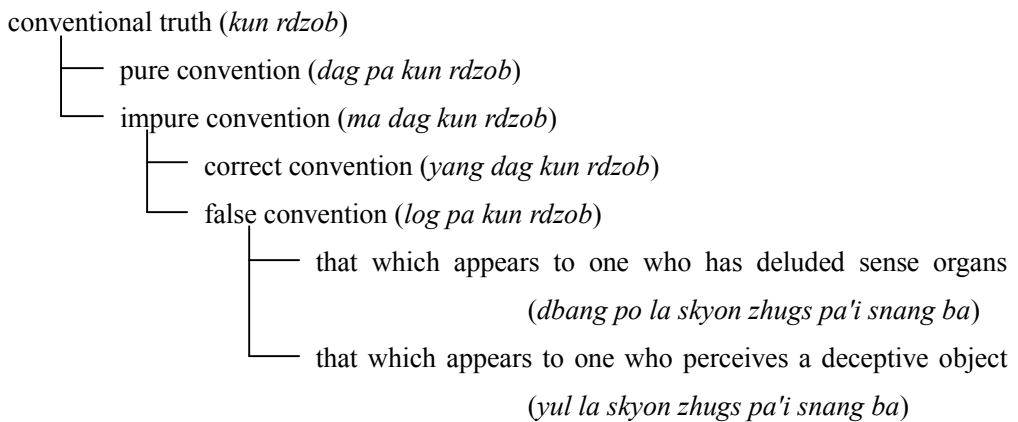 conventional truth (kun rdzob)
pure convention (dag pa kun rdzob)
impure convention (ma dag kun rdzob)
correct convention (yang dag kun rdzob)
false convention (log pa kun rdzob)
that which appears to one who has deluded sense organs
(dbang po la skyon zhugs pa'i snang ba)
that which appears to one who perceives a deceptive object
(yul la skyon zhugs pa'i snang ba)